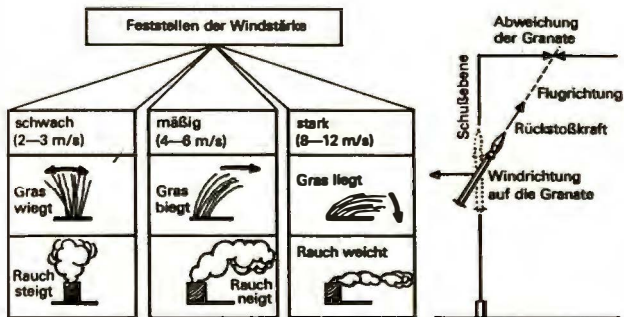 Feststellen der Windstärke
schwach
(2—3 m/s)
mäßig
(4—6 m/s)
stark
(8—12 m/s)
Gras
wiegt
Gras
biegt
Gras liegt
Rauch
steigt
Rauch
neigt
Rauch weicht
Abweichung
der Granate
Schußebene
Flugrichtung
Rückstoßkraft
Windrichtung
auf die Granate